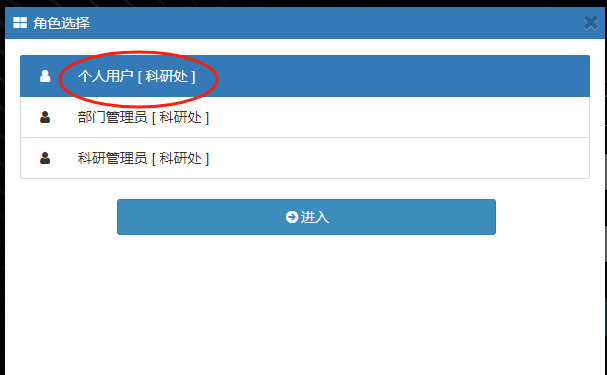 角色选择
个人用户 [ 科研处 ]
部门管理员 [ 科研处 ]
科研管理员 [ 科研处 ]
进入